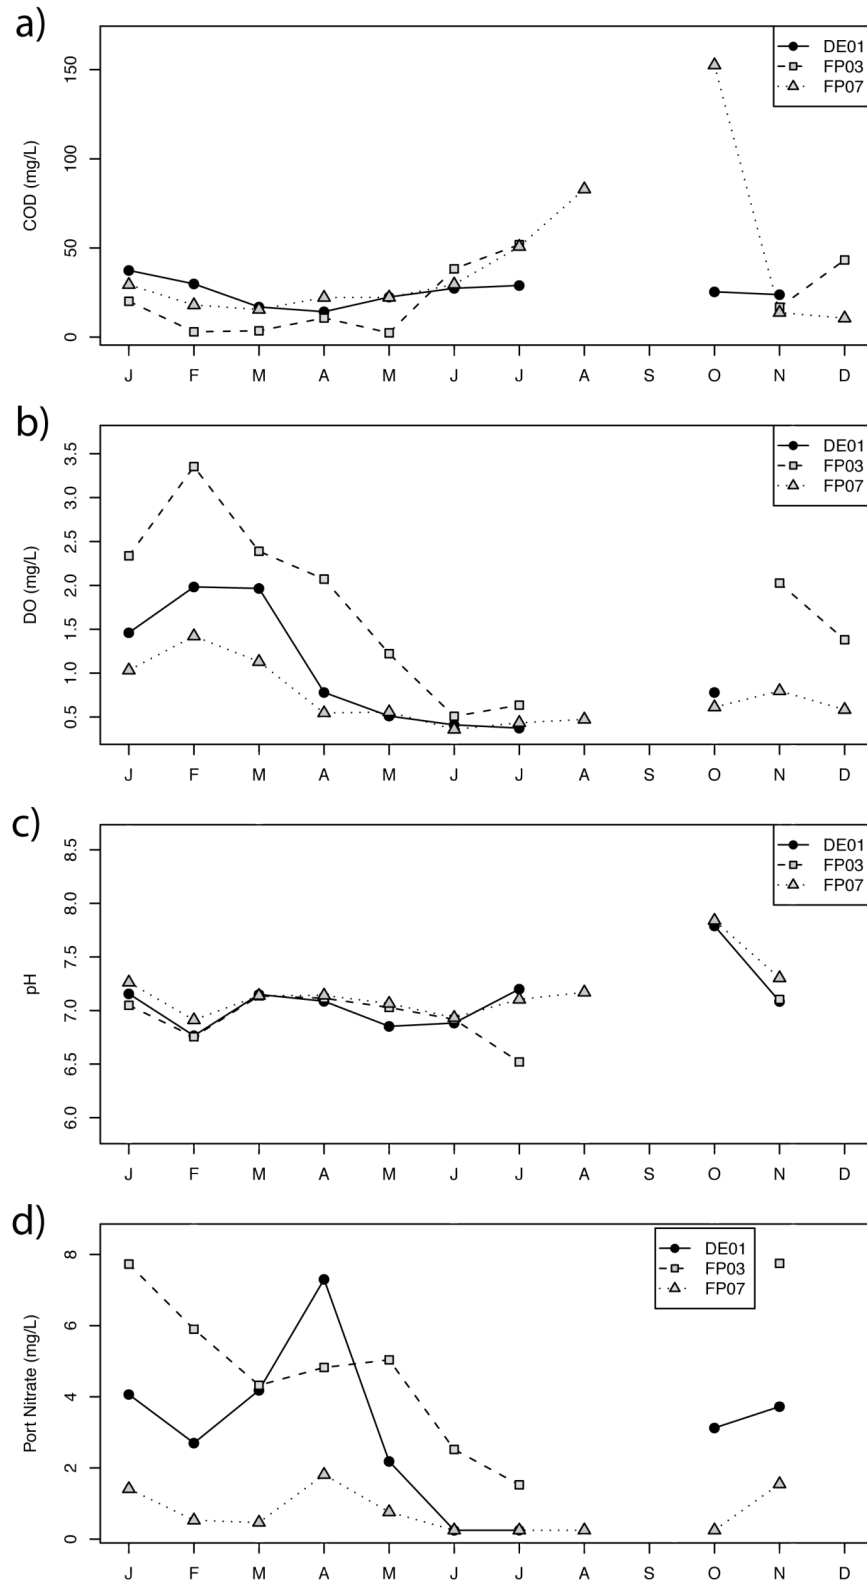 a)
COD (mg/L)
150
100
50
0
DE01
FP03
FP07
J F M A M J J A S O N D
b)
DO (mg/L)
3.5
3.0
2.5
2.0
1.5
1.0
0.5
DE01
FP03
FP07
J F M A M J J A S O N D
c)
pH
8.5
8.0
7.5
7.0
6.5
6.0
DE01
FP03
FP07
J F M A M J J A S O N D
d)
Port Nitrate (mg/L)
8
6
4
2
0
DE01
FP03
FP07
J F M A M J J A S O N D